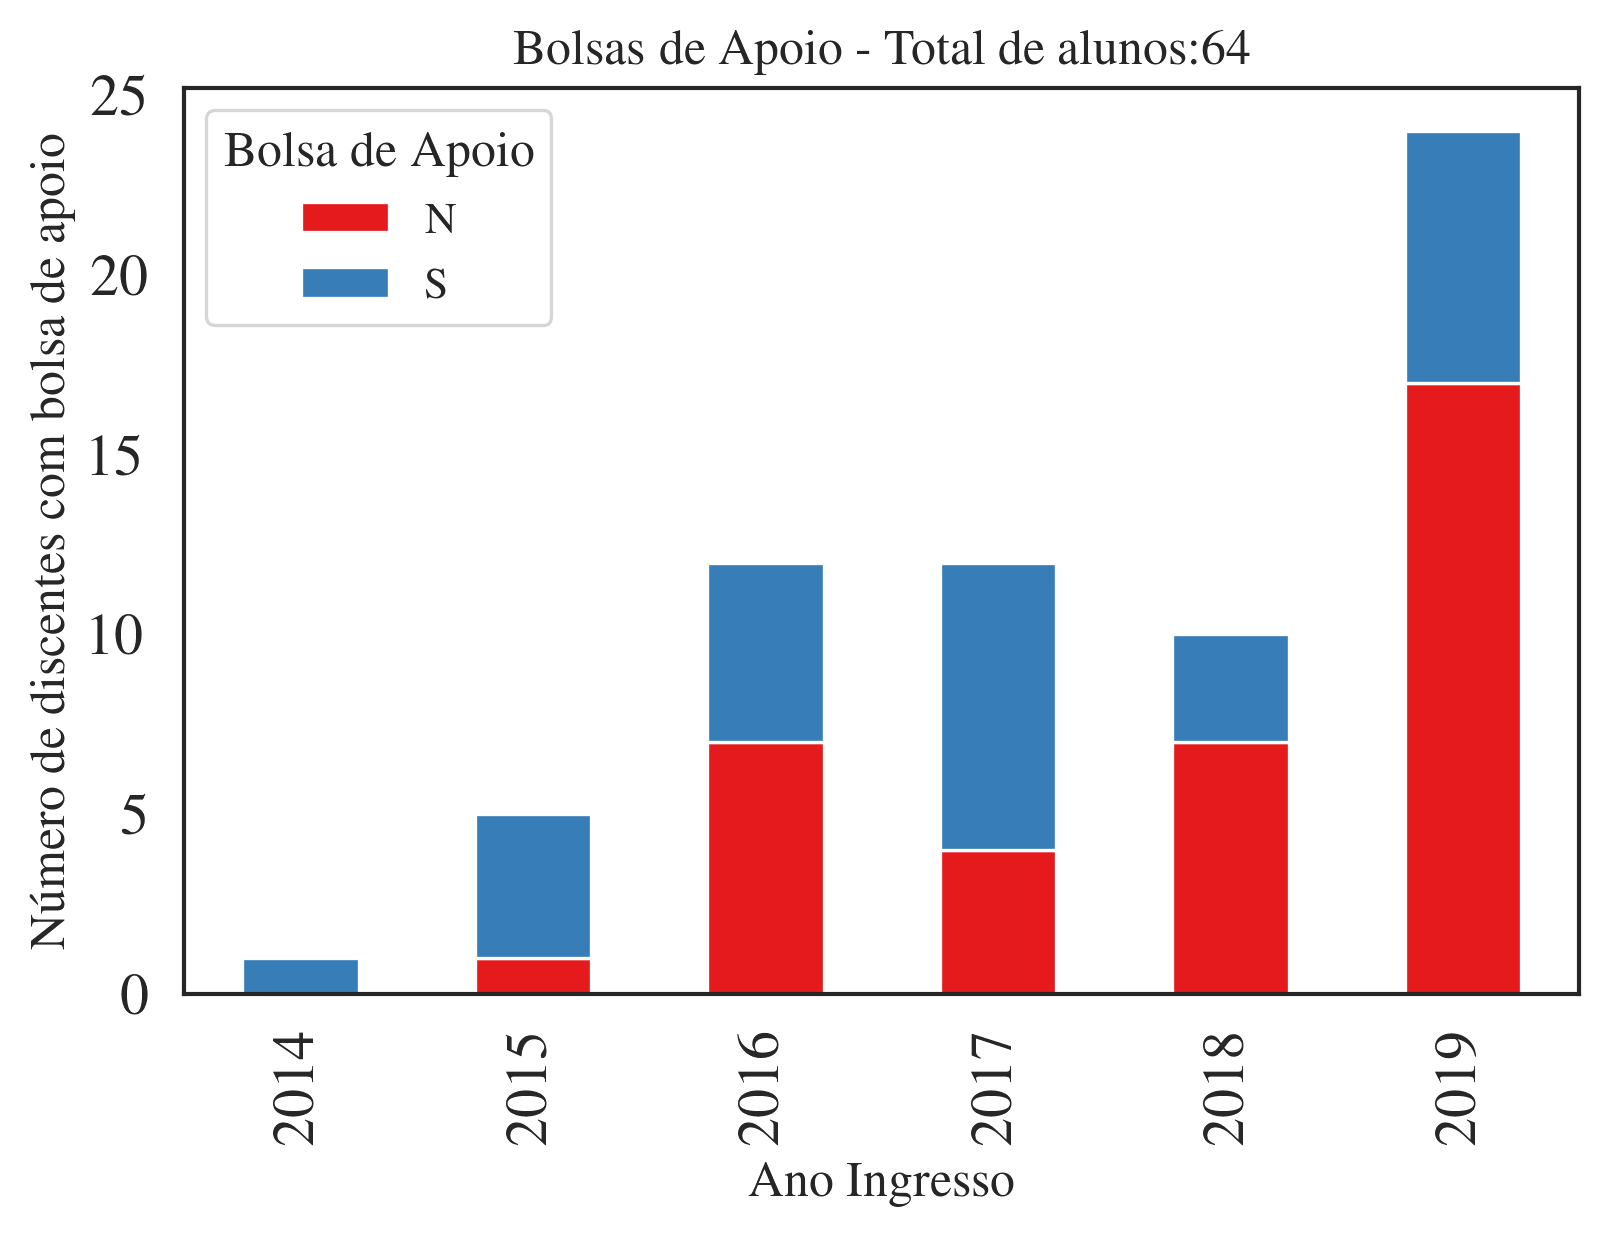 Bolsas de Apoio - Total de alunos:64
Número de discentes com bolsa de apoio
25
20
15
10
5
0
Bolsa de Apoio
N
S
2014
2015
2016
2017
2018
2019
Ano Ingresso